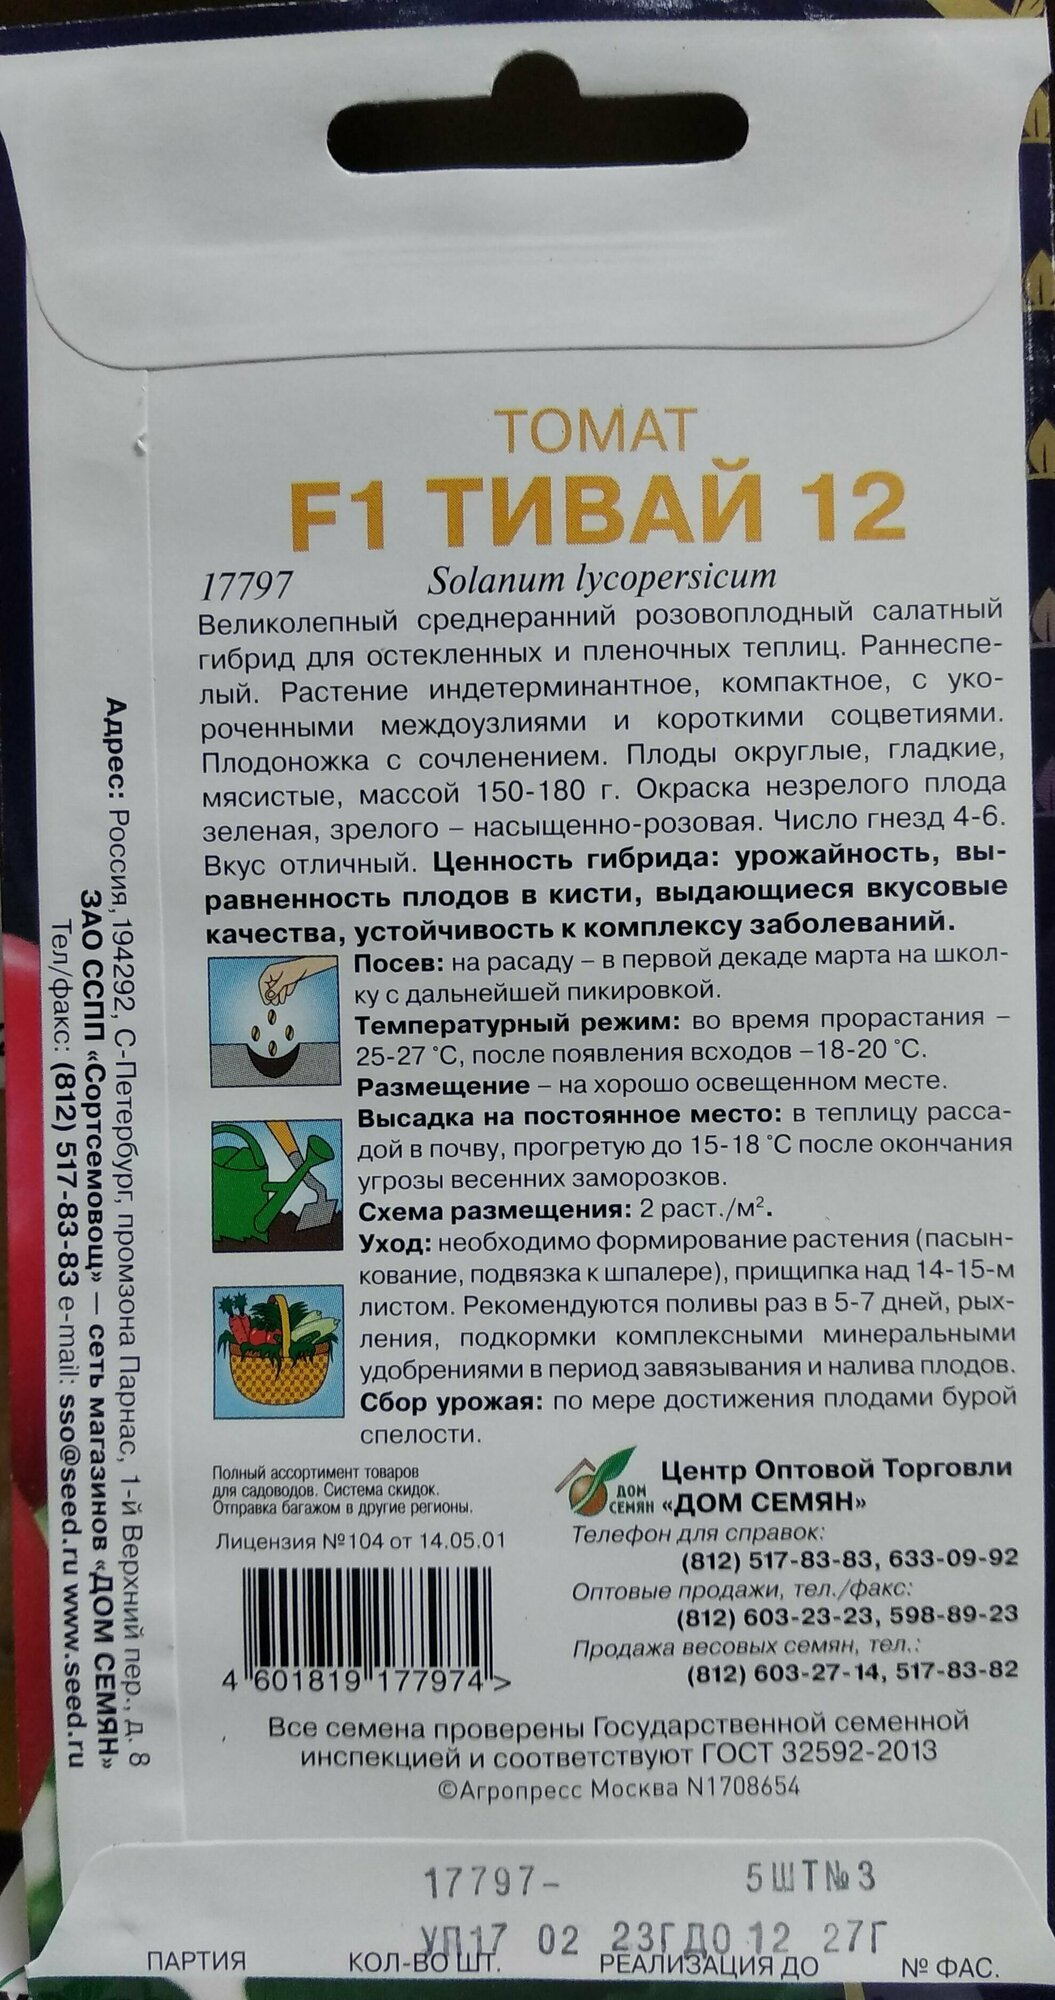 ТОМАТ
F1 ТИВАЙ 12
17797 Solanum lycopersicum
Великолепный среднеранний розовоплодный салатный
гибрид для остекленных и пленочных теплиц. Раннеспе-
лый. Растение индетерминантное, компактное, с уко-
роченными междоузлиями и короткими соцветиями.
Плодоножка с сочленением. Плоды округлые, гладкие,
мясистые, массой 150-180 г. Окраска незрелого плода
зеленая, зрелого – насыщенно-розовая. Число гнезд 4-6.
Вкус отличный. Ценность гибрида: урожайность, вы-
равненность плодов в кисти, выдающиеся вкусовые
качества, устойчивость к комплексу заболеваний.
Посев: на расаду – в первой декаде марта на школ-
ку с дальнейшей пикировкой.
Температурный режим: во время прорастания –
25-27 °С, после появления всходов –18-20 °С.
Размещение – на хорошо освещенном месте.
Высадка на постоянное место: в теплицу расса-
дой в почву, прогретую до 15-18 °С после окончания
угрозы весенних заморозков.
Схема размещения: 2 раст./м².
Уход: необходимо формирование растения (пасын-
кование, подвязка к шпалере), прищипка над 14-15-м
листом. Рекомендуются поливы раз в 5-7 дней, рых-
ления, подкормки комплексными минеральными
удобрениями в период завязывания и налива плодов.
Сбор урожая: по мере достижения плодами бурой
спелости.
Полный ассортимент товаров
для садоводов. Система скидок.
Отправка багажом в другие регионы.
Лицензия №104 от 14.05.01
4 601819 177974 >
ДОМ
СЕМЯН
Центр Оптовой Торговли
«ДОМ СЕМЯН»
Телефон для справок:
(812) 517-83-83, 633-09-92
Оптовые продажи, тел./факс:
(812) 603-23-23, 598-89-23
Продажа весовых семян, тел.:
(812) 603-27-14, 517-83-82
Все семена проверены Государственной семенной
инспекцией и соответствуют ГОСТ 32592-2013
©Агропресс Москва N1708654
17797- 5ШТ№3
УП17 02 23ГДО12 27Г
ПАРТИЯ КОЛ-ВО ШТ. РЕАЛИЗАЦИЯ ДО № ФАС.
Адрес: Россия, 194292, С-Петербург, промзона Парнас, 1-й Верхний пер., д. 8
ЗАО ССПП «Сортсемовощ» — сеть магазинов «ДОМ СЕМЯН»
Тел/факс: (812) 517-83-83 e-mail: sso@seed.ru www.seed.ru